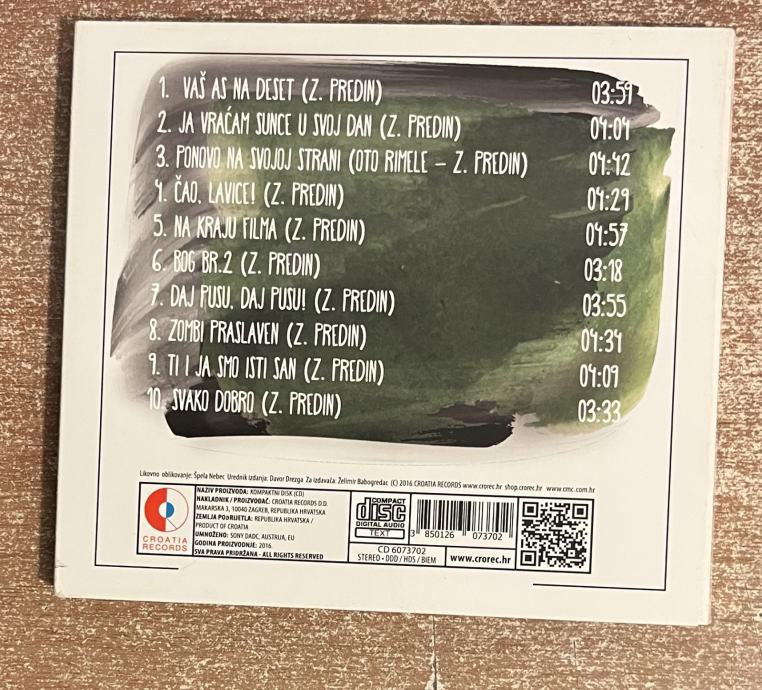 1. VAŠ AS NA DESET (Z. PREDIN) 03:59
2. JA VRAĆAM SUNCE U SVOJ DAN (Z. PREDIN) 04:04
3. PONOVO NA SVOJOJ STRANI (OTO RIMELE – Z. PREDIN) 04:42
4. ČAO, LAVICE! (Z. PREDIN) 04:29
5. NA KRAJU FILMA (Z. PREDIN) 04:57
6. BOG BR.2 (Z. PREDIN) 03:18
7. DAJ PUSU, DAJ PUSU! (Z. PREDIN) 03:55
8. ZOMBI PRASLAVEN (Z. PREDIN) 04:34
9. TI I JA SMO ISTI SAN (Z. PREDIN) 04:09
10. SVAKO DOBRO (Z. PREDIN) 03:33
Likovno oblikovanje: Špela Nebec Urednik izdanja: Davor Drezga Za izdavača: Želimir Babogredac (C) 2016 CROATIA RECORDS www.crorec.hr shop.crorec.hr www.cmc.com.hr
CROATIA
RECORDS
NAZIV PROIZVODA: KOMPAKTNI DISK (CD)
NAKLADNIK / PROIZVOĐAČ: CROATIA RECORDS D.D.
MAKARSKA 3, 10040 ZAGREB, REPUBLIKA HRVATSKA
ZEMLJA PODRIJETLA: REPUBLIKA HRVATSKA /
PRODUCT OF CROATIA
UMNOŽENO: SONY DADC, AUSTRIJA, EU
GODINA PROIZVODNJE: 2016.
SVA PRAVA PRIDRŽANA - ALL RIGHTS RESERVED
COMPACT
disc
DIGITAL AUDIO
TEXT
3 850126 073702
CD 6073702
STEREO • DDD / HDS / BIEM
www.crorec.hr